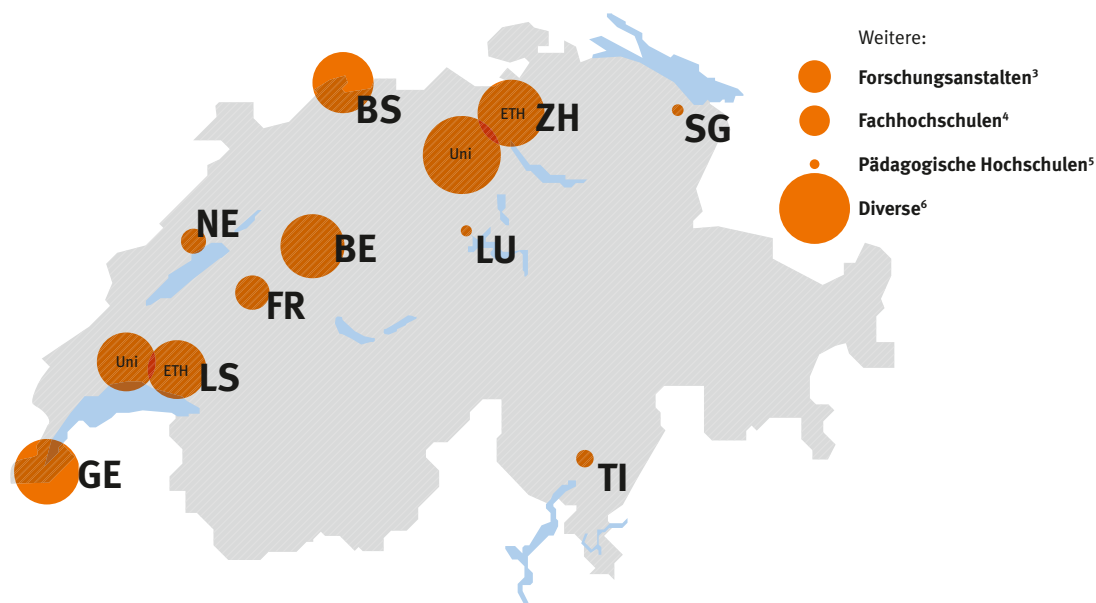 Weitere:
Forschungsanstalten³
Fachhochschulen⁴
Pädagogische Hochschulen⁵
Diverse⁶
BS
ETH
ZH
Uni
SG
NE
BE
LU
FR
Uni
ETH
LS
GE
TI